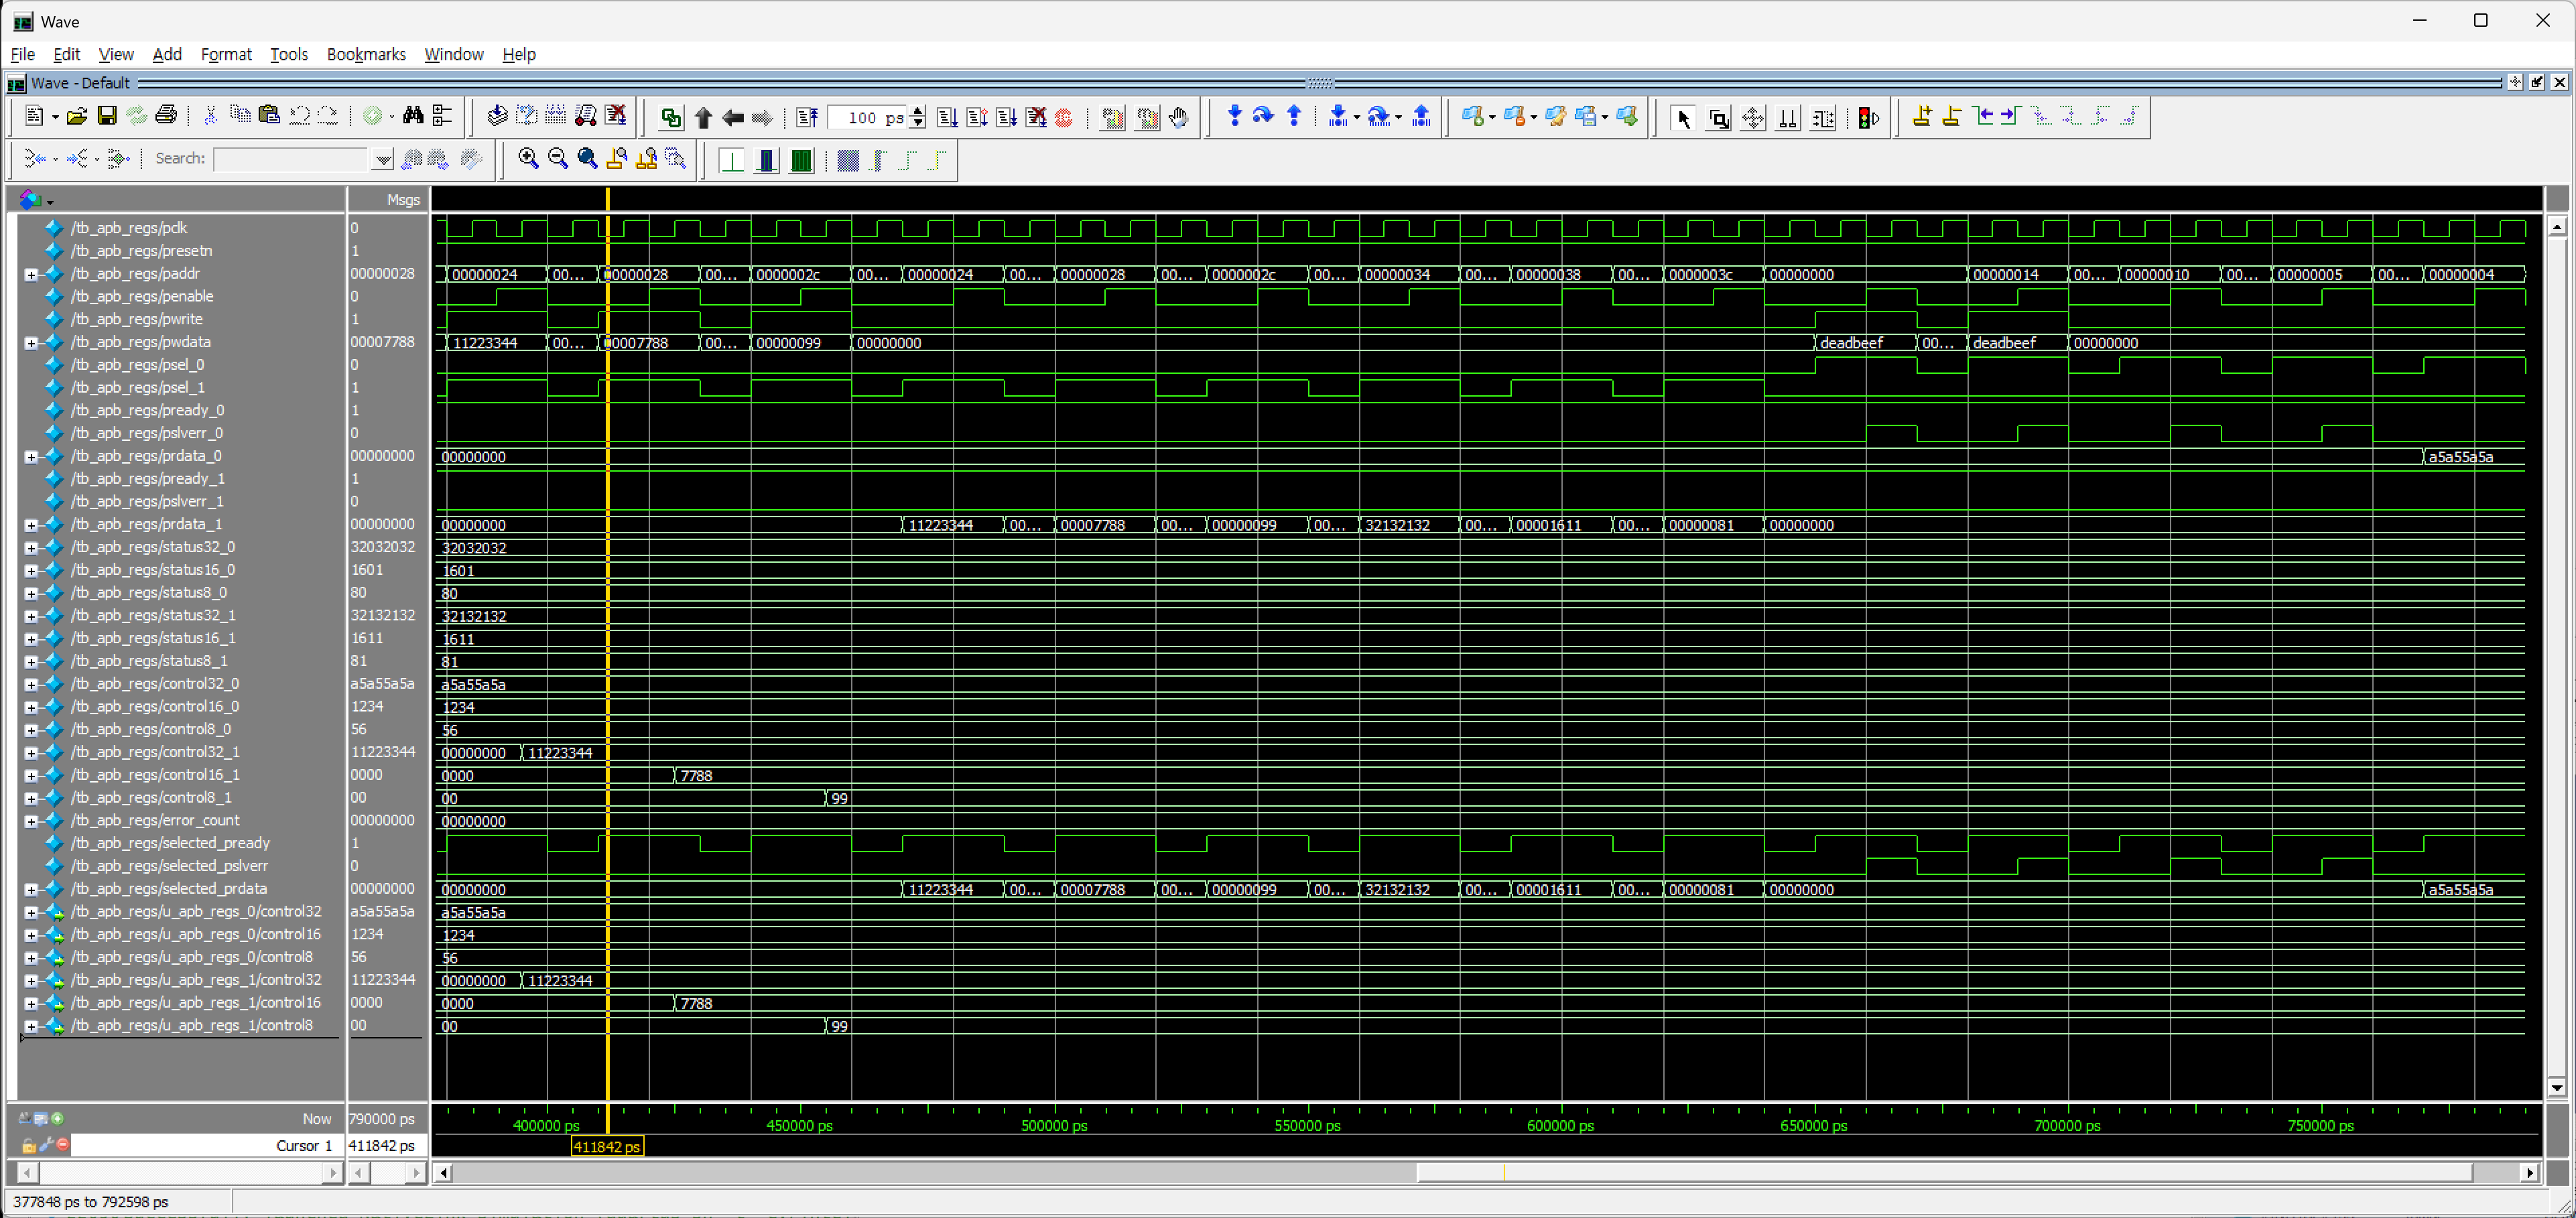 Wave
File Edit View Add Format Tools Bookmarks Window Help
Wave - Default
100 ps
Search:
Msgs
/tb_apb_regs/pclk 0
/tb_apb_regs/presetn 1
/tb_apb_regs/paddr 00000028 00000024 00... 00000028 00... 0000002c 00... 00000024 00... 00000028 00... 0000002c 00... 00000034 00... 00000038 00... 0000003c 00000000 00000014 00... 00000010 00... 00000005 00... 00000004
/tb_apb_regs/penable 0
/tb_apb_regs/pwrite 1
/tb_apb_regs/pwdata 00007788 11223344 00... 0007788 00... 00000099 00000000 deadbeef 00... deadbeef 00000000
/tb_apb_regs/psel_0 0
/tb_apb_regs/psel_1 1
/tb_apb_regs/pready_0 1
/tb_apb_regs/pslverr_0 0
/tb_apb_regs/prdata_0 00000000 00000000 a5a55a5a
/tb_apb_regs/pready_1 1
/tb_apb_regs/pslverr_1 0
/tb_apb_regs/prdata_1 00000000 00000000 11223344 00... 00007788 00... 00000099 00... 32132132 00... 00001611 00... 00000081 00000000
/tb_apb_regs/status32_0 32032032 32032032
/tb_apb_regs/status16_0 1601 1601
/tb_apb_regs/status8_0 80 80
/tb_apb_regs/status32_1 32132132 32132132
/tb_apb_regs/status16_1 1611 1611
/tb_apb_regs/status8_1 81 81
/tb_apb_regs/control32_0 a5a55a5a a5a55a5a
/tb_apb_regs/control16_0 1234 1234
/tb_apb_regs/control8_0 56 56
/tb_apb_regs/control32_1 11223344 00000000 11223344
/tb_apb_regs/control16_1 0000 0000 7788
/tb_apb_regs/control8_1 00 00 99
/tb_apb_regs/error_count 00000000 00000000
/tb_apb_regs/selected_pready 1
/tb_apb_regs/selected_pslverr 0
/tb_apb_regs/selected_prdata 00000000 00000000 11223344 00... 00007788 00... 00000099 00... 32132132 00... 00001611 00... 00000081 00000000 a5a55a5a
/tb_apb_regs/u_apb_regs_0/control32 a5a55a5a a5a55a5a
/tb_apb_regs/u_apb_regs_0/control16 1234 1234
/tb_apb_regs/u_apb_regs_0/control8 56 56
/tb_apb_regs/u_apb_regs_1/control32 11223344 00000000 11223344
/tb_apb_regs/u_apb_regs_1/control16 0000 0000 7788
/tb_apb_regs/u_apb_regs_1/control8 00 00 99
Now 790000 ps 400000 ps 450000 ps 500000 ps 550000 ps 600000 ps 650000 ps 700000 ps 750000 ps
Cursor 1 411842 ps 411842 ps
377848 ps to 792598 ps